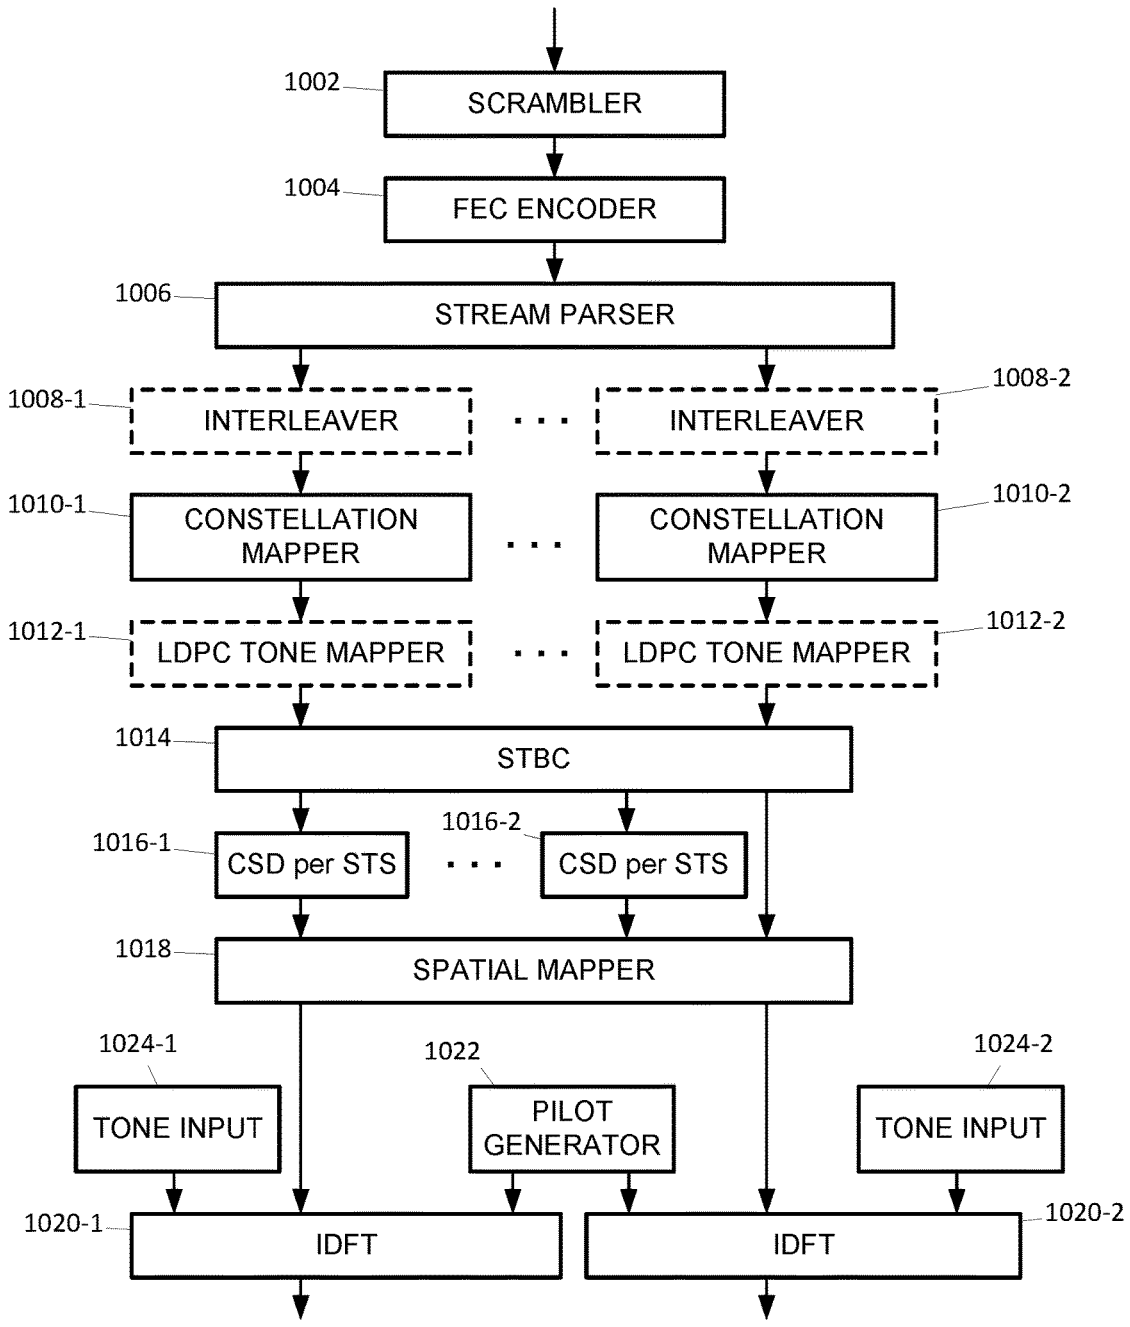 1002
SCRAMBLER
1004
FEC ENCODER
1006
STREAM PARSER
1008-1
INTERLEAVER
. . .
INTERLEAVER
1008-2
1010-1
CONSTELLATION
MAPPER
. . .
CONSTELLATION
MAPPER
1010-2
1012-1
LDPC TONE MAPPER
. . .
LDPC TONE MAPPER
1012-2
1014
STBC
1016-1
CSD per STS
. . .
1016-2
CSD per STS
1018
SPATIAL MAPPER
1024-1
TONE INPUT
1022
PILOT
GENERATOR
1024-2
TONE INPUT
1020-1
IDFT
IDFT
1020-2